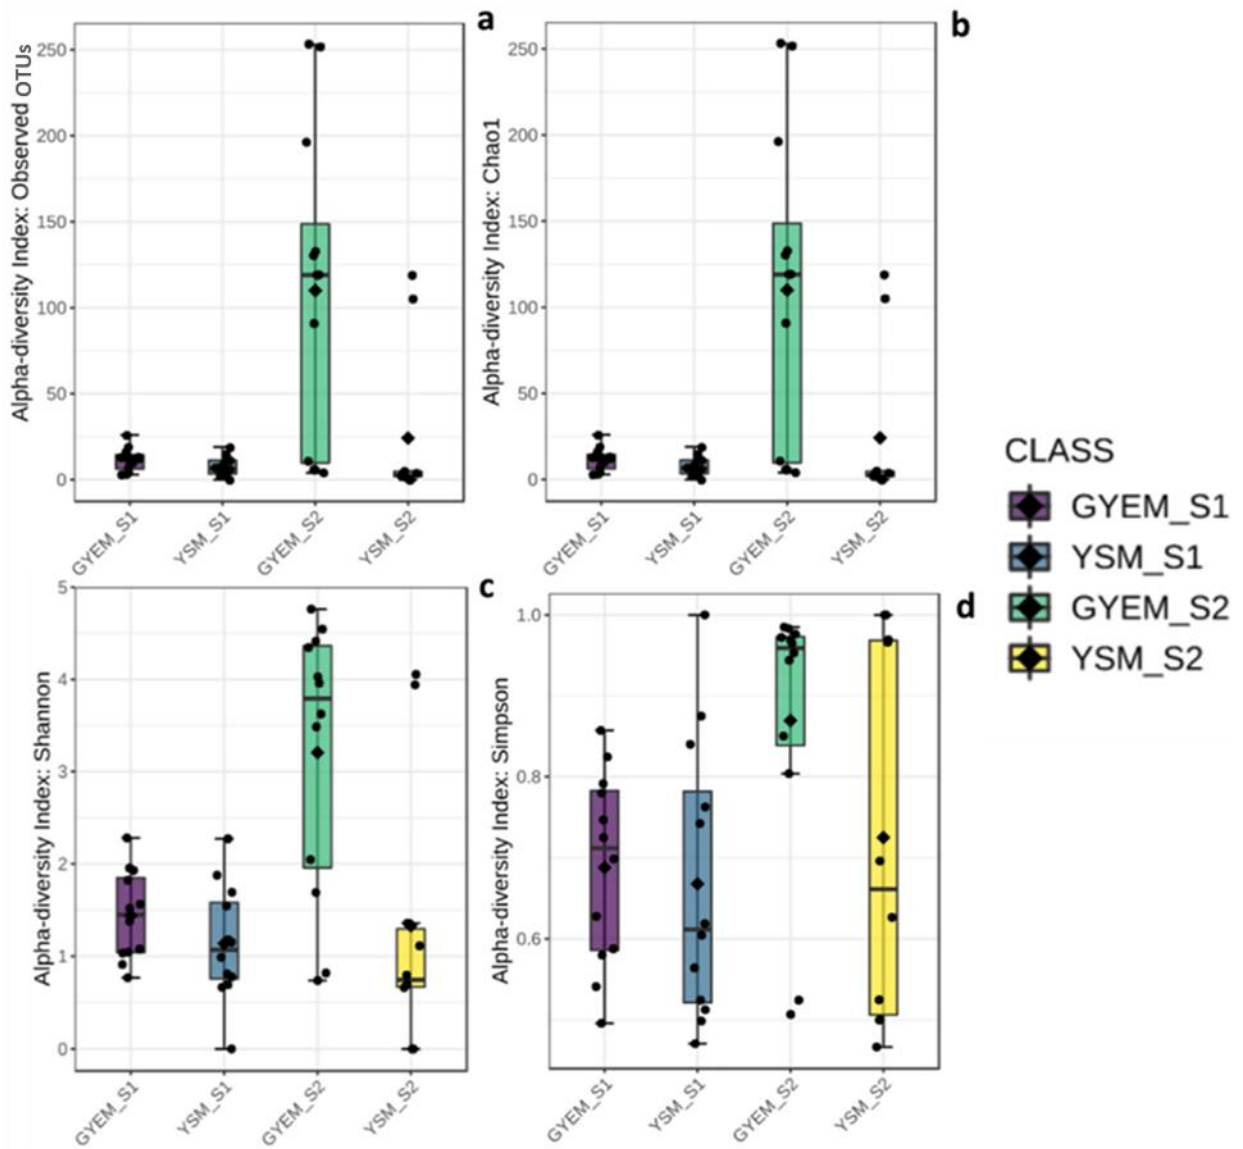 a
Alpha-diversity Index: Observed OTUs
250
200
150
100
50
0
GYEM_S1
YSM_S1
GYEM_S2
YSM_S2
b
Alpha-diversity Index: Chao1
250
200
150
100
50
0
GYEM_S1
YSM_S1
GYEM_S2
YSM_S2
c
Alpha-diversity Index: Shannon
5
4
3
2
1
0
GYEM_S1
YSM_S1
GYEM_S2
YSM_S2
d
Alpha-diversity Index: Simpson
1.0
0.8
0.6
GYEM_S1
YSM_S1
GYEM_S2
YSM_S2
CLASS
GYEM_S1
YSM_S1
GYEM_S2
YSM_S2